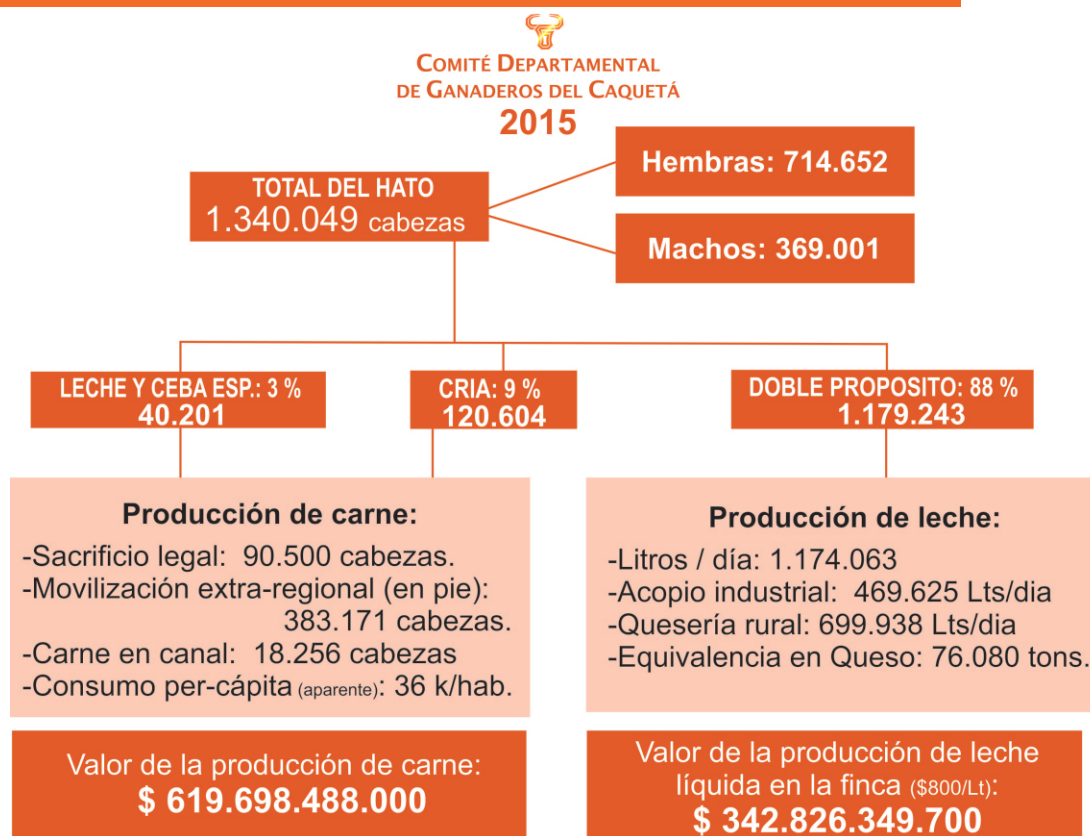 COMITÉ DEPARTAMENTAL
DE GANADEROS DEL CAQUETÁ
2015
TOTAL DEL HATO
1.340.049 cabezas
Hembras: 714.652
Machos: 369.001
LECHE Y CEBA ESP.: 3 %
40.201
CRIA: 9 %
120.604
DOBLE PROPOSITO: 88 %
1.179.243
Producción de carne:
-Sacrificio legal: 90.500 cabezas.
-Movilización extra-regional (en pie):
383.171 cabezas.
-Carne en canal: 18.256 cabezas
-Consumo per-cápita (aparente): 36 k/hab.
Producción de leche:
-Litros / día: 1.174.063
-Acopio industrial: 469.625 Lts/dia
-Quesería rural: 699.938 Lts/dia
-Equivalencia en Queso: 76.080 tons.
Valor de la producción de carne:
$ 619.698.488.000
Valor de la producción de leche
líquida en la finca ($800/Lt):
$ 342.826.349.700